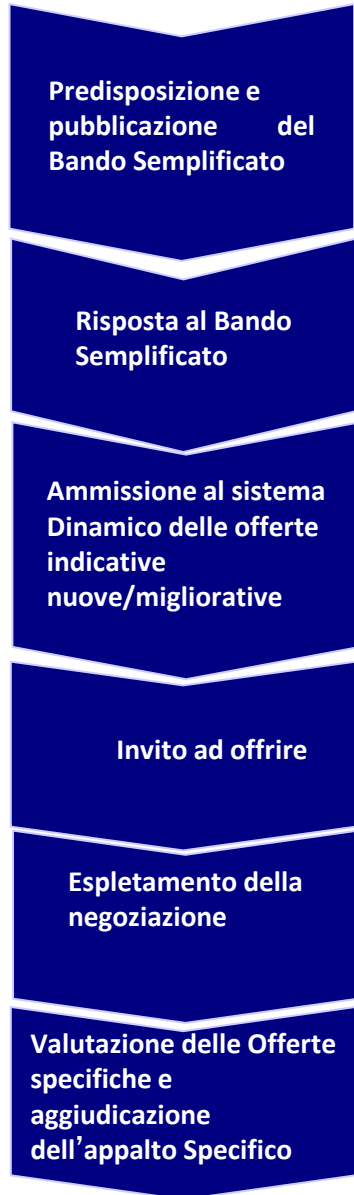 Predisposizione e
pubblicazione del
Bando Semplificato
Risposta al Bando
Semplificato
Ammissione al sistema
Dinamico delle offerte
indicative
nuove/migliorative
Invito ad offrire
Espletamento della
negoziazione
Valutazione delle Offerte
specifiche e
aggiudicazione
dell’appalto Specifico